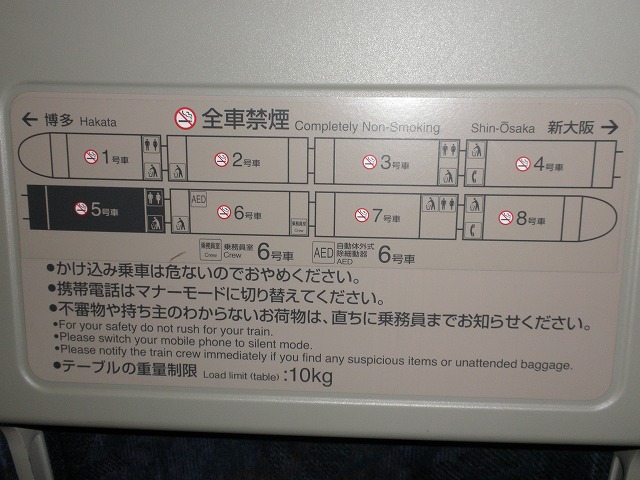 ← 博多 Hakata 全車禁煙 Completely Non-Smoking Shin-Ōsaka 新大阪 →
1号車 2号車 3号車 4号車
AED
5号車 6号車 7号車 8号車
乗務員室 Crew
乗務員室 Crew 乗務員室 Crew 6号車 AED 自動体外式除細動器 AED 6号車
●かけ込み乗車は危ないのでおやめください。
●携帯電話はマナーモードに切り替えてください。
●不審物や持ち主のわからないお荷物は、直ちに乗務員までお知らせください。
●For your safety do not rush for your train.
●Please switch your mobile phone to silent mode.
●Please notify the train crew immediately if you find any suspicious items or unattended baggage.
●テーブルの重量制限 Load limit (table) :10kg